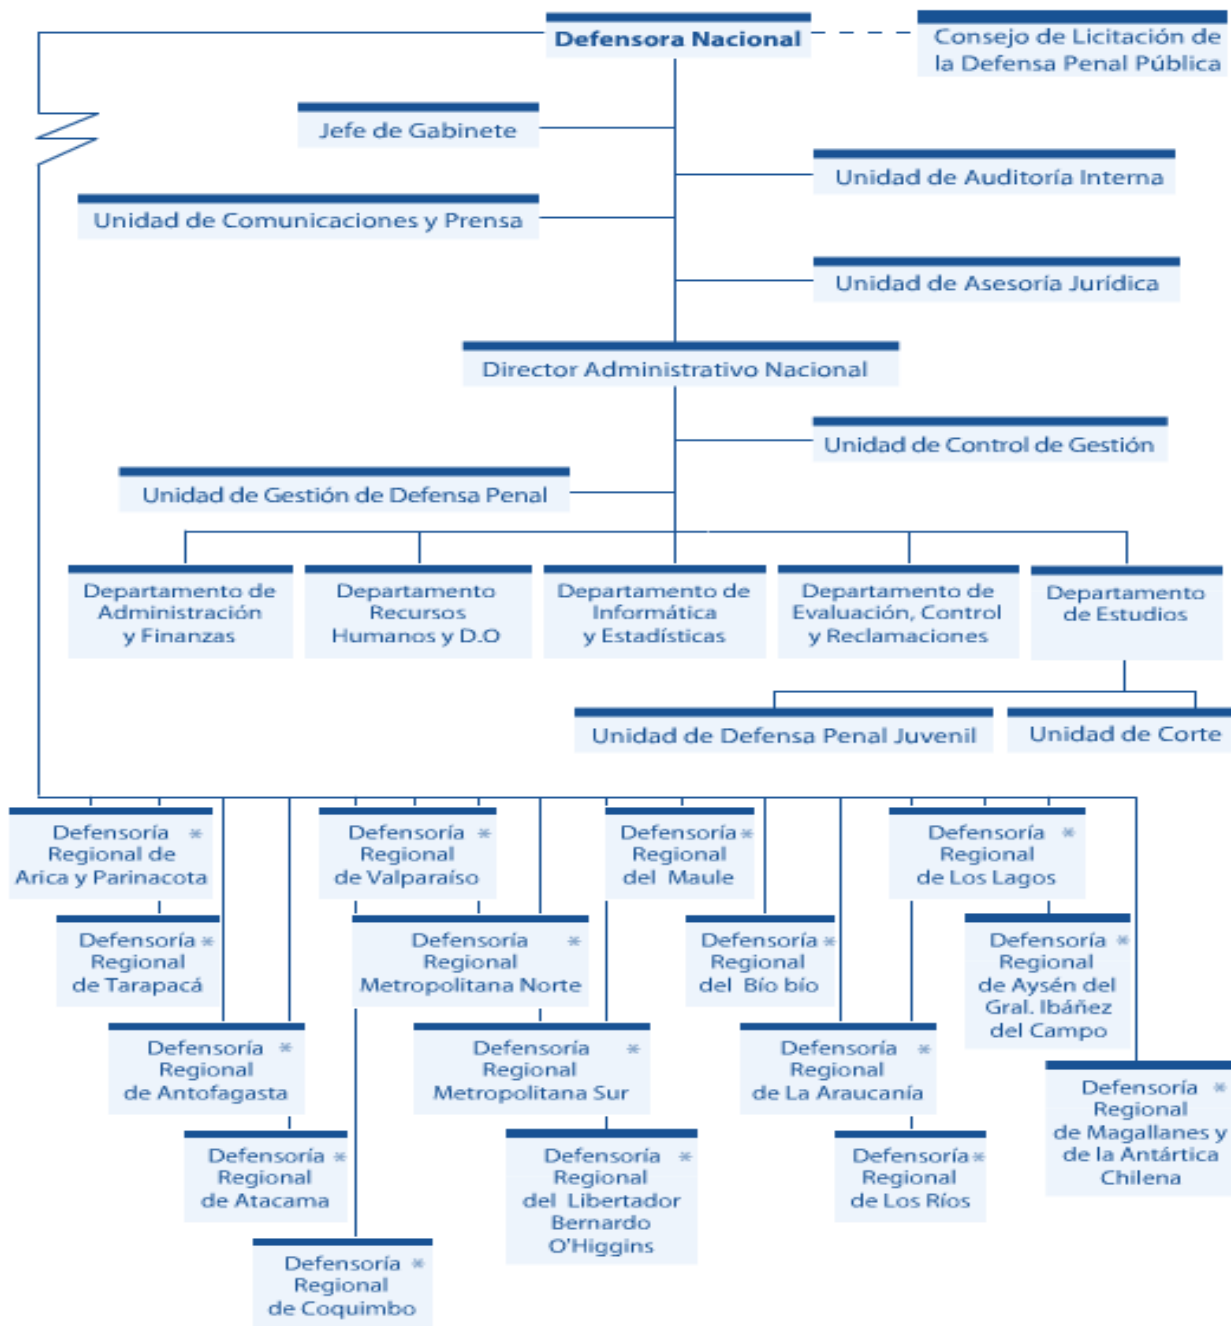 Defensora Nacional
Consejo de Licitación de
la Defensa Penal Pública
Jefe de Gabinete
Unidad de Auditoría Interna
Unidad de Comunicaciones y Prensa
Unidad de Asesoría Jurídica
Director Administrativo Nacional
Unidad de Control de Gestión
Unidad de Gestión de Defensa Penal
Departamento de
Administración
y Finanzas
Departamento
Recursos
Humanos y D.O
Departamento de
Informática
y Estadísticas
Departamento de
Evaluación, Control
y Reclamaciones
Departamento
de Estudios
Unidad de Defensa Penal Juvenil
Unidad de Corte
Defensoría *
Regional de
Arica y Parinacota
Defensoría *
Regional
de Valparaíso
Defensoría *
Regional
del Maule
Defensoría *
Regional
de Los Lagos
Defensoría *
Regional
de Tarapacá
Defensoría *
Regional
Metropolitana Norte
Defensoría *
Regional
del Bío bío
Defensoría *
Regional
de Aysén del
Gral. Ibáñez
del Campo
Defensoría *
Regional
de Antofagasta
Defensoría *
Regional
Metropolitana Sur
Defensoría *
Regional
de La Araucanía
Defensoría *
Regional
de Magallanes y
de la Antártica
Chilena
Defensoría *
Regional
de Atacama
Defensoría *
Regional
del Libertador
Bernardo
O'Higgins
Defensoría *
Regional
de Los Ríos
Defensoría *
Regional
de Coquimbo